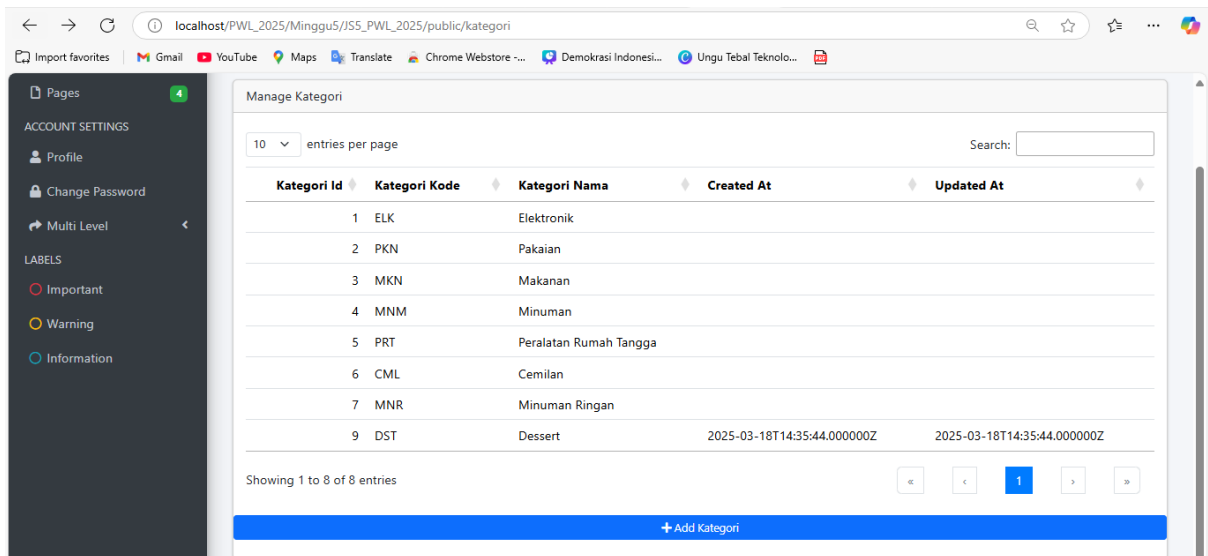 localhost/PWL_2025/Minggu5/JS5_PWL_2025/public/kategori
Import favorites Gmail YouTube Maps Translate Chrome Webstore -... Demokrasi Indonesi... Ungu Tebal Teknolo... PDF
Pages 4
ACCOUNT SETTINGS
Profile
Change Password
Multi Level
LABELS
Important
Warning
Information
Manage Kategori
10 entries per page Search:
Kategori Id Kategori Kode Kategori Nama Created At Updated At
1 ELK Elektronik
2 PKN Pakaian
3 MKN Makanan
4 MNM Minuman
5 PRT Peralatan Rumah Tangga
6 CML Cemilan
7 MNR Minuman Ringan
9 DST Dessert 2025-03-18T14:35:44.000000Z 2025-03-18T14:35:44.000000Z
Showing 1 to 8 of 8 entries « ‹ 1 › »
+ Add Kategori